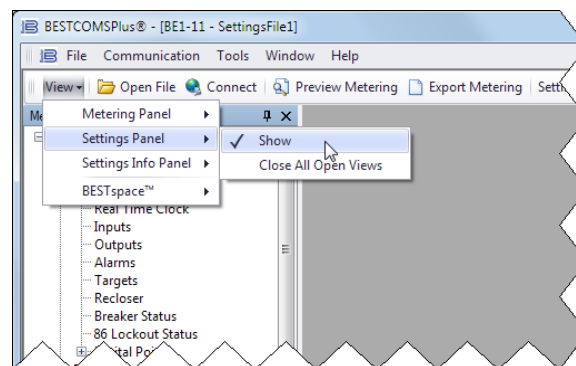 BESTCOMSPlus® - [BE1-11 - SettingsFile1]
File Communication Tools Window Help
View Open File Connect Preview Metering Export Metering
Metering Panel
Settings Panel
Show
Settings Info Panel
Close All Open Views
BESTspace™
Real Time Clock
Inputs
Outputs
Alarms
Targets
Recloser
Breaker Status
86 Lockout Status